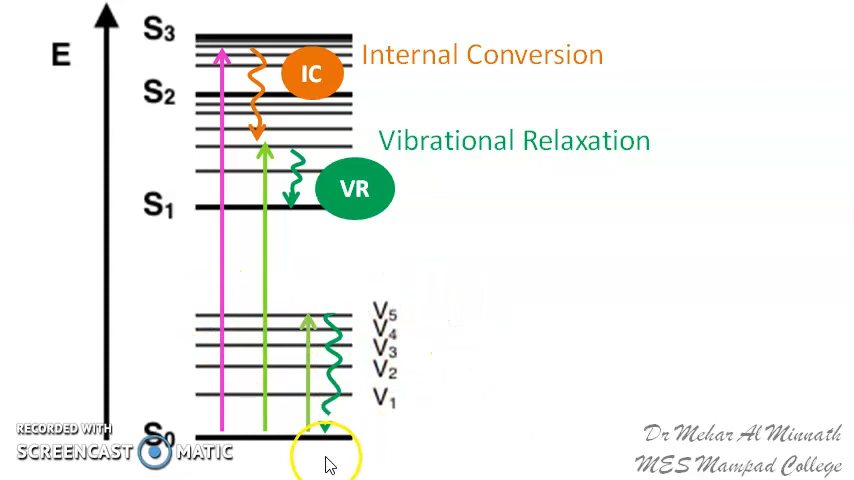 S₃
E
Internal Conversion
IC
S₂
Vibrational Relaxation
VR
S₁
V₅
V₄
V₃
V₂
V₁
S₀
RECORDED WITH
SCREENCAST MATIC
Dr Mehar Al Minnath
MES Mampad College